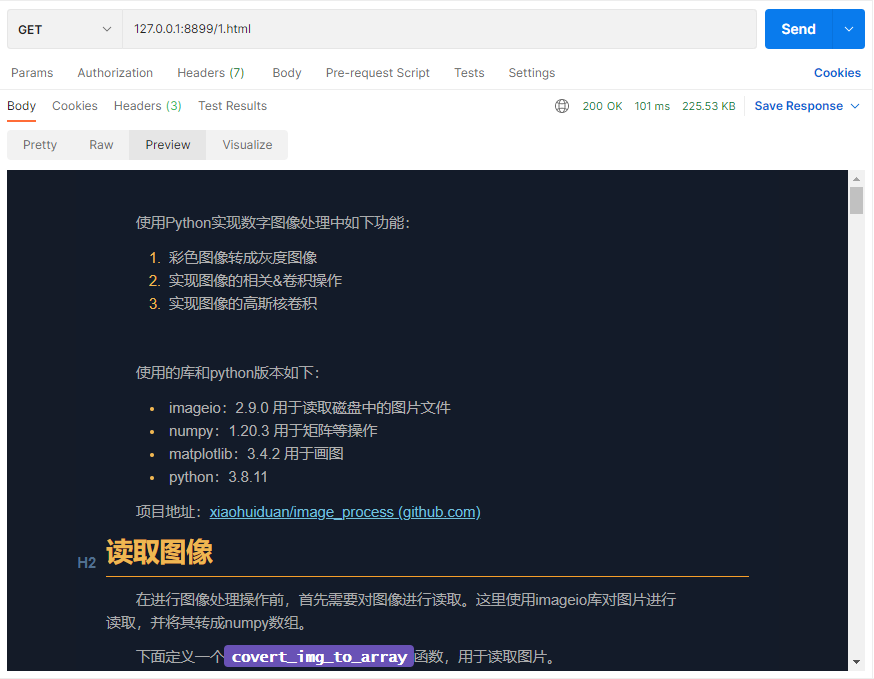 GET 127.0.0.1:8899/1.html Send
Params Authorization Headers (7) Body Pre-request Script Tests Settings Cookies
Body Cookies Headers (3) Test Results 200 OK 101 ms 225.53 KB Save Response
Pretty Raw Preview Visualize
使用Python实现数字图像处理中如下功能：
1. 彩色图像转成灰度图像
2. 实现图像的相关&卷积操作
3. 实现图像的高斯核卷积
使用的库和python版本如下：
• imageio：2.9.0 用于读取磁盘中的图片文件
• numpy：1.20.3 用于矩阵等操作
• matplotlib：3.4.2 用于画图
• python：3.8.11
项目地址：xiaohuiduan/image_process (github.com)
H2 读取图像
在进行图像处理操作前，首先需要对图像进行读取。这里使用imageio库对图片进行
读取，并将其转成numpy数组。
下面定义一个covert_img_to_array函数，用于读取图片。